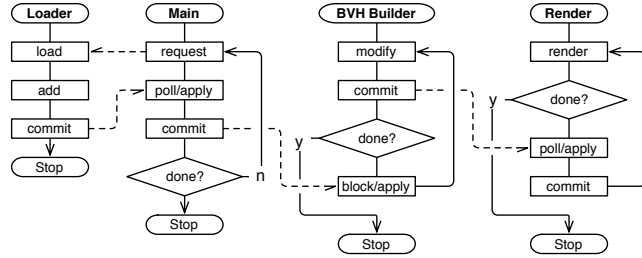 Loader
load
add
commit
Stop
Main
request
poll/apply
commit
done?
n
Stop
BVH Builder
modify
commit
done?
y
block/apply
Stop
Render
render
done?
y
poll/apply
commit
Stop